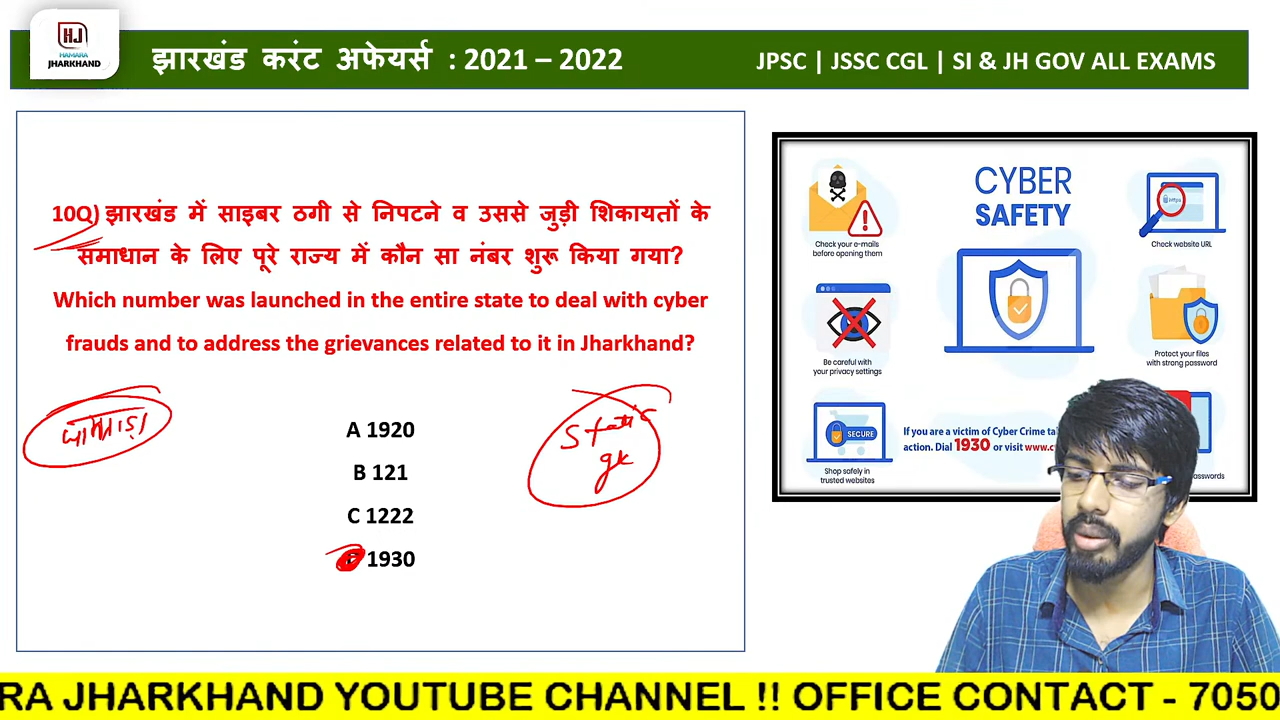 HJ
HAMARA
JHARKHAND
झारखंड करंट अफेयर्स : 2021 – 2022
JPSC | JSSC CGL | SI & JH GOV ALL EXAMS
10Q) झारखंड में साइबर ठगी से निपटने व उससे जुड़ी शिकायतों के
समाधान के लिए पूरे राज्य में कौन सा नंबर शुरू किया गया?
Which number was launched in the entire state to deal with cyber
frauds and to address the grievances related to it in Jharkhand?
A 1920
B 121
C 1222
1930
Static
gk
CYBER
SAFETY
Check your e-mails
before opening them
Check website URL
https
Be careful with
your privacy settings
Protect your files
with strong password
SECURE
Shop safely in
trusted websites
If you are a victim of Cyber Crime
action. Dial 1930 or visit www.
RA JHARKHAND YOUTUBE CHANNEL !! OFFICE CONTACT - 7050